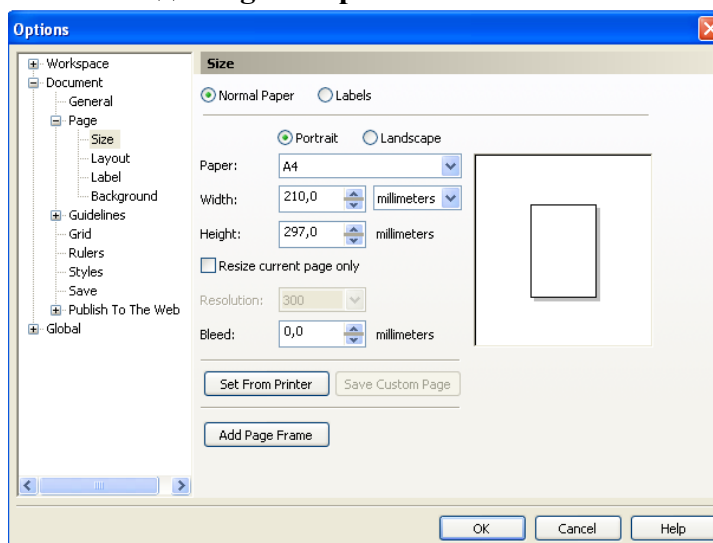 Options
Workspace
Document
General
Page
Size
Layout
Label
Background
Guidelines
Grid
Rulers
Styles
Save
Publish To The Web
Global
Size
Normal Paper Labels
Portrait Landscape
Paper: A4
Width: 210,0 millimeters
Height: 297,0 millimeters
Resize current page only
Resolution: 300
Bleed: 0,0 millimeters
Set From Printer Save Custom Page
Add Page Frame
OK Cancel Help